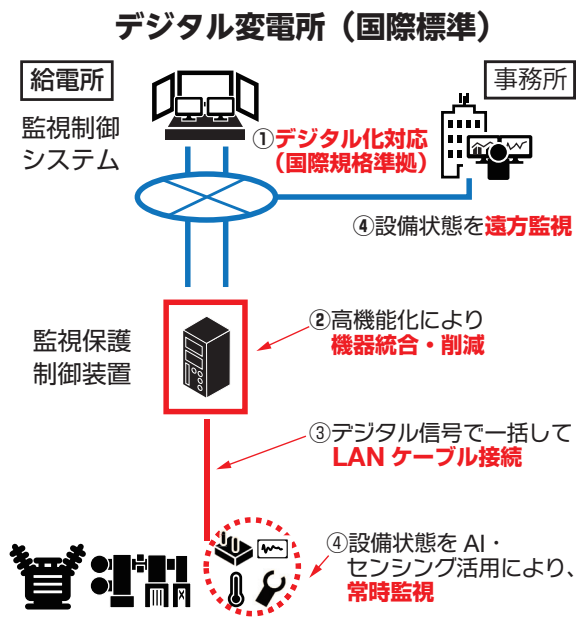 デジタル変電所（国際標準）
給電所
事務所
監視制御
システム
①デジタル化対応
（国際規格準拠）
④設備状態を遠方監視
監視保護
制御装置
②高機能化により
機器統合・削減
③デジタル信号で一括して
LAN ケーブル接続
④設備状態を AI・
センシング活用により、
常時監視